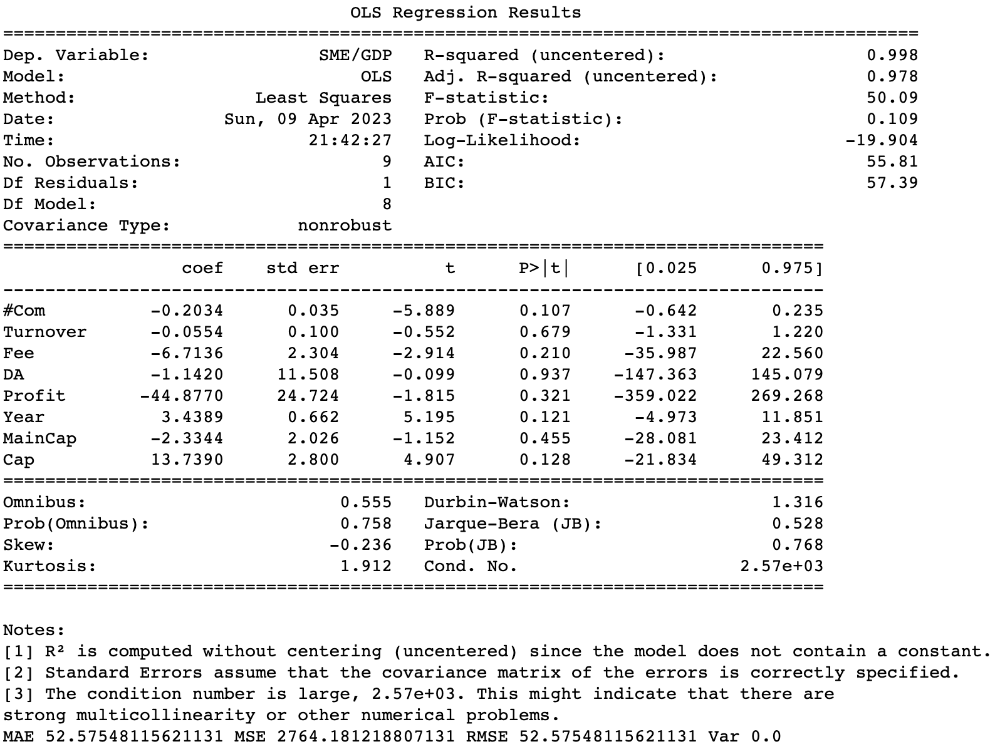 OLS Regression Results
==============================================================================
Dep. Variable: SME/GDP R-squared (uncentered): 0.998
Model: OLS Adj. R-squared (uncentered): 0.978
Method: Least Squares F-statistic: 50.09
Date: Sun, 09 Apr 2023 Prob (F-statistic): 0.109
Time: 21:42:27 Log-Likelihood: -19.904
No. Observations: 9 AIC: 55.81
Df Residuals: 1 BIC: 57.39
Df Model: 8
Covariance Type: nonrobust
==============================================================================
coef std err t P>|t| [0.025 0.975]
------------------------------------------------------------------------------
#Com -0.2034 0.035 -5.889 0.107 -0.642 0.235
Turnover -0.0554 0.100 -0.552 0.679 -1.331 1.220
Fee -6.7136 2.304 -2.914 0.210 -35.987 22.560
DA -1.1420 11.508 -0.099 0.937 -147.363 145.079
Profit -44.8770 24.724 -1.815 0.321 -359.022 269.268
Year 3.4389 0.662 5.195 0.121 -4.973 11.851
MainCap -2.3344 2.026 -1.152 0.455 -28.081 23.412
Cap 13.7390 2.800 4.907 0.128 -21.834 49.312
==============================================================================
Omnibus: 0.555 Durbin-Watson: 1.316
Prob(Omnibus): 0.758 Jarque-Bera (JB): 0.528
Skew: -0.236 Prob(JB): 0.768
Kurtosis: 1.912 Cond. No. 2.57e+03
==============================================================================
Notes:
[1] R² is computed without centering (uncentered) since the model does not contain a constant.
[2] Standard Errors assume that the covariance matrix of the errors is correctly specified.
[3] The condition number is large, 2.57e+03. This might indicate that there are
strong multicollinearity or other numerical problems.
MAE 52.57548115621131 MSE 2764.181218807131 RMSE 52.57548115621131 Var 0.0